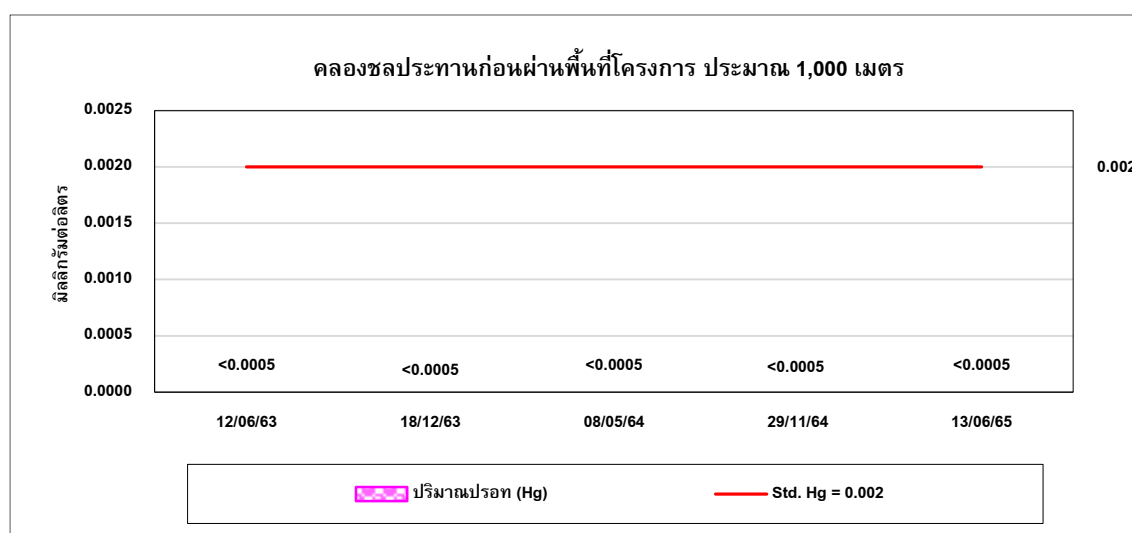 คลองชลประทานก่อนผ่านพื้นที่โครงการ ประมาณ 1,000 เมตร
มิลลิกรัมต่อลิตร
0.0025
0.0020
0.0015
0.0010
0.0005
0.0000
0.002
<0.0005 <0.0005 <0.0005 <0.0005 <0.0005
12/06/63 18/12/63 08/05/64 29/11/64 13/06/65
ปริมาณปรอท (Hg) Std. Hg = 0.002